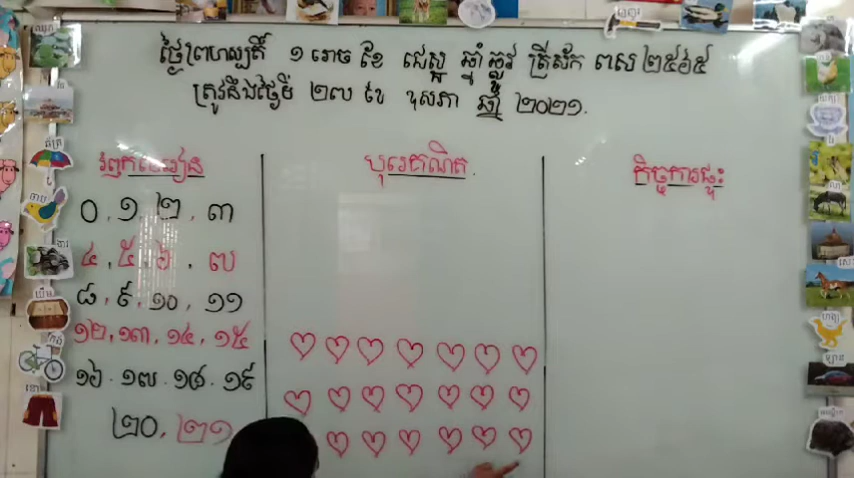 ថ្ងៃព្រហស្បតិ៍ ១ រោច ខែ ជេស្ឋ ឆ្នាំ ឆ្លូវ ត្រីស័ក ពស ២៥៦៥
ត្រូវនឹងថ្ងៃទី ២៧ ខែ ឧសភា ឆ្នាំ ២០២១.
រំឭកមេរៀន
០ . ១ . ២ . ៣
៤ . ៥ . ៦ . ៧
៨ . ៩ . ១០ . ១១
១២ . ១៣ . ១៤ . ១៥
១៦ . ១៧ . ១៨ . ១៩
២០ . ២១
បុរេគណិត.
កិច្ចការផ្ទះ